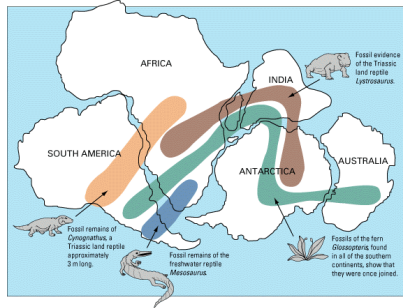 AFRICA
Fossil evidence
of the Triassic
land reptile
Lystrosaurus.
INDIA
SOUTH AMERICA
ANTARCTICA
AUSTRALIA
Fossil remains of
Cynognathus, a
Triassic land reptile
approximately
3 m long.
Fossil remains of the
freshwater reptile
Mesosaurus.
Fossils of the fern
Glossopteris, found
in all of the southern
continents, show that
they were once joined.